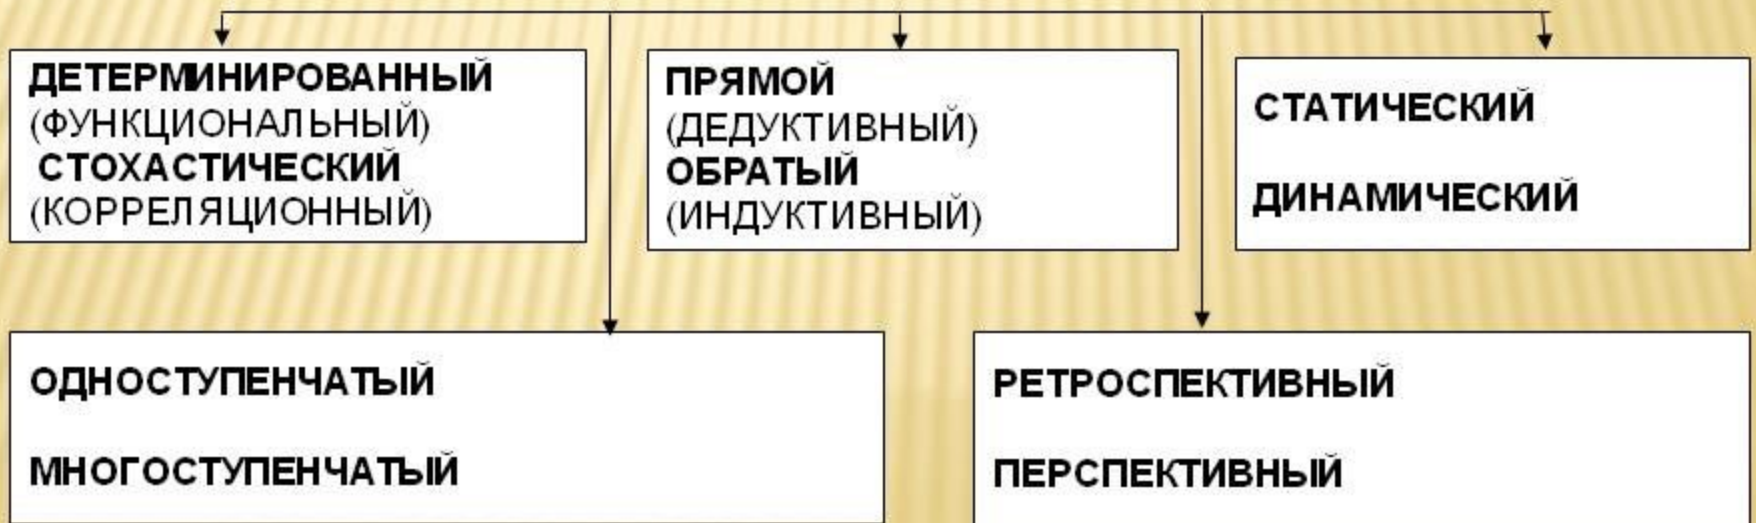 ДЕТЕРМИНИРОВАННЫЙ
(ФУНКЦИОНАЛЬНЫЙ)
СТОХАСТИЧЕСКИЙ
(КОРРЕЛЯЦИОННЫЙ)
ПРЯМОЙ
(ДЕДУКТИВНЫЙ)
ОБРАТЫЙ
(ИНДУКТИВНЫЙ)
СТАТИЧЕСКИЙ
ДИНАМИЧЕСКИЙ
ОДНОСТУПЕНЧАТЫЙ
МНОГОСТУПЕНЧАТЫЙ
РЕТРОСПЕКТИВНЫЙ
ПЕРСПЕКТИВНЫЙ